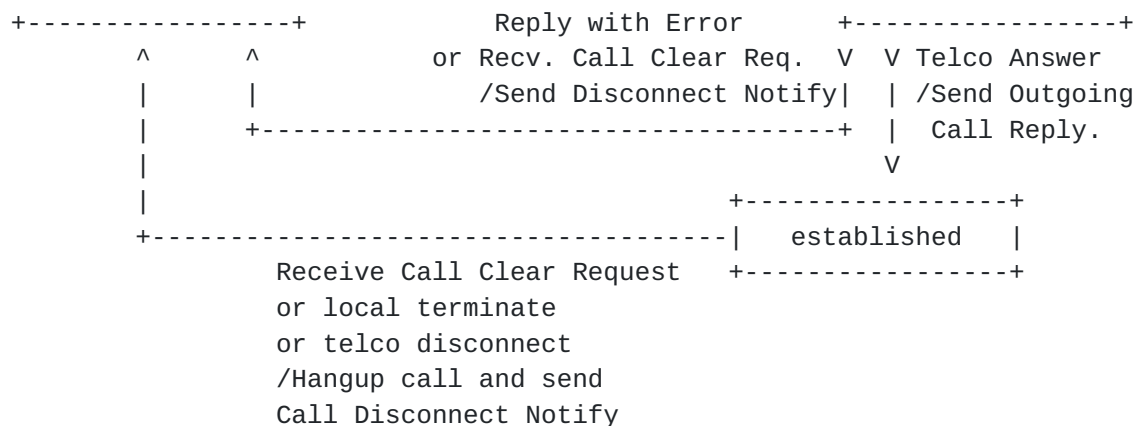 +-----------------+            Reply with Error      +-----------------+
        ^      ^           or Recv. Call Clear Req.  V  V Telco Answer
        |      |              /Send Disconnect Notify|  | /Send Outgoing
        |      +-------------------------------------+  |  Call Reply.
        |                                               V
        |                                     +-----------------+
        +-------------------------------------|   established   |
                 Receive Call Clear Request   +-----------------+
                 or local terminate
                 or telco disconnect
                 /Hangup call and send
                 Call Disconnect Notify